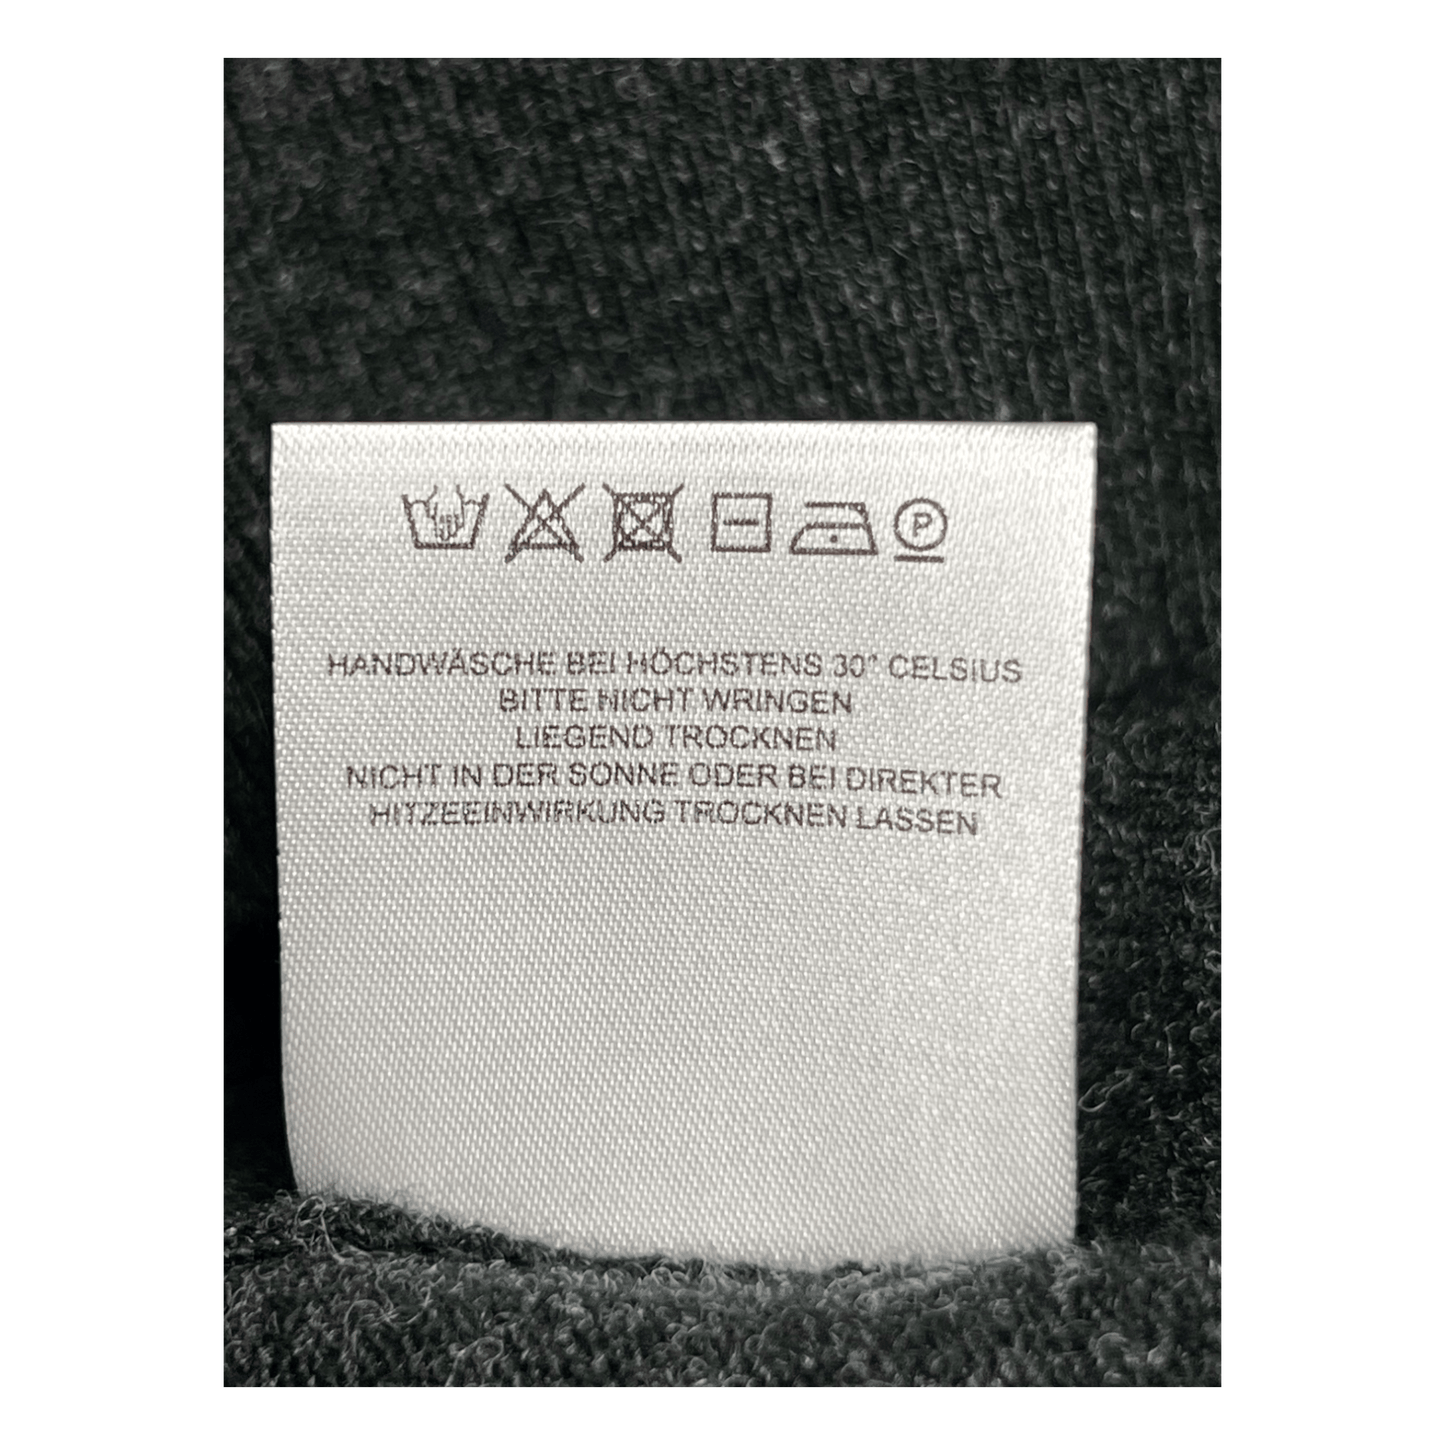 P
HANDWÄSCHE BEI HÖCHSTENS 30° CELSIUS
BITTE NICHT WRINGEN
LIEGEND TROCKNEN
NICHT IN DER SONNE ODER BEI DIREKTER
HITZEEINWIRKUNG TROCKNEN LASSEN